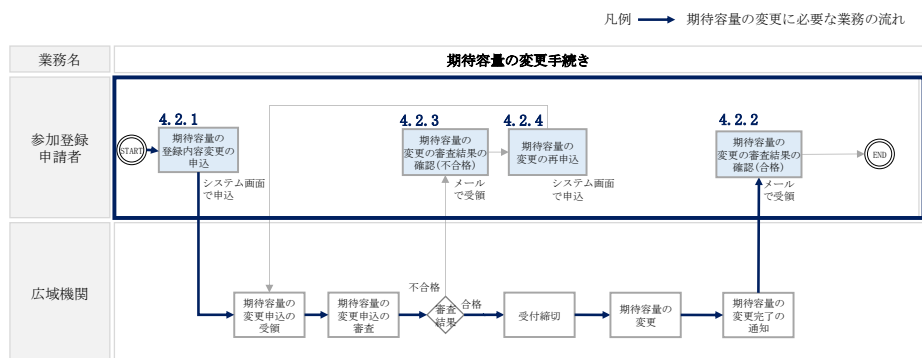 凡例 期待容量の変更に必要な業務の流れ
業務名
期待容量の変更手続き
参加登録
申請者
START
4.2.1
期待容量の
登録内容変更の
申込
システム画面
で申込
4.2.3
期待容量の
変更の審査結果の
確認(不合格)
メール
で受領
4.2.4
期待容量の
変更の再申込
システム画面
で申込
4.2.2
期待容量の
変更の審査結果の
確認(合格)
メール
で受領
END
広域機関
期待容量の
変更申込の
受領
期待容量の
変更申込の
審査
不合格
審査
結果
合格
受付締切
期待容量の
変更
期待容量の
変更完了の
通知